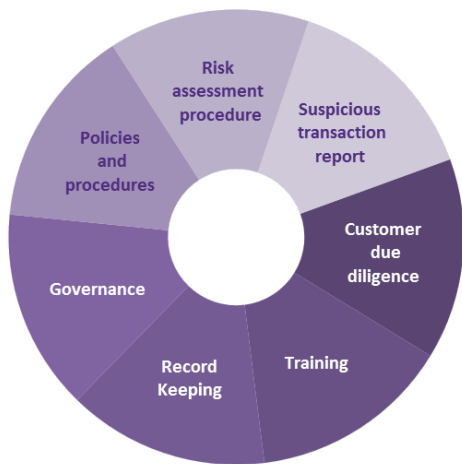 Risk
assessment
procedure
Suspicious
transaction
report
Customer
due
diligence
Training
Record
Keeping
Governance
Policies
and
procedures